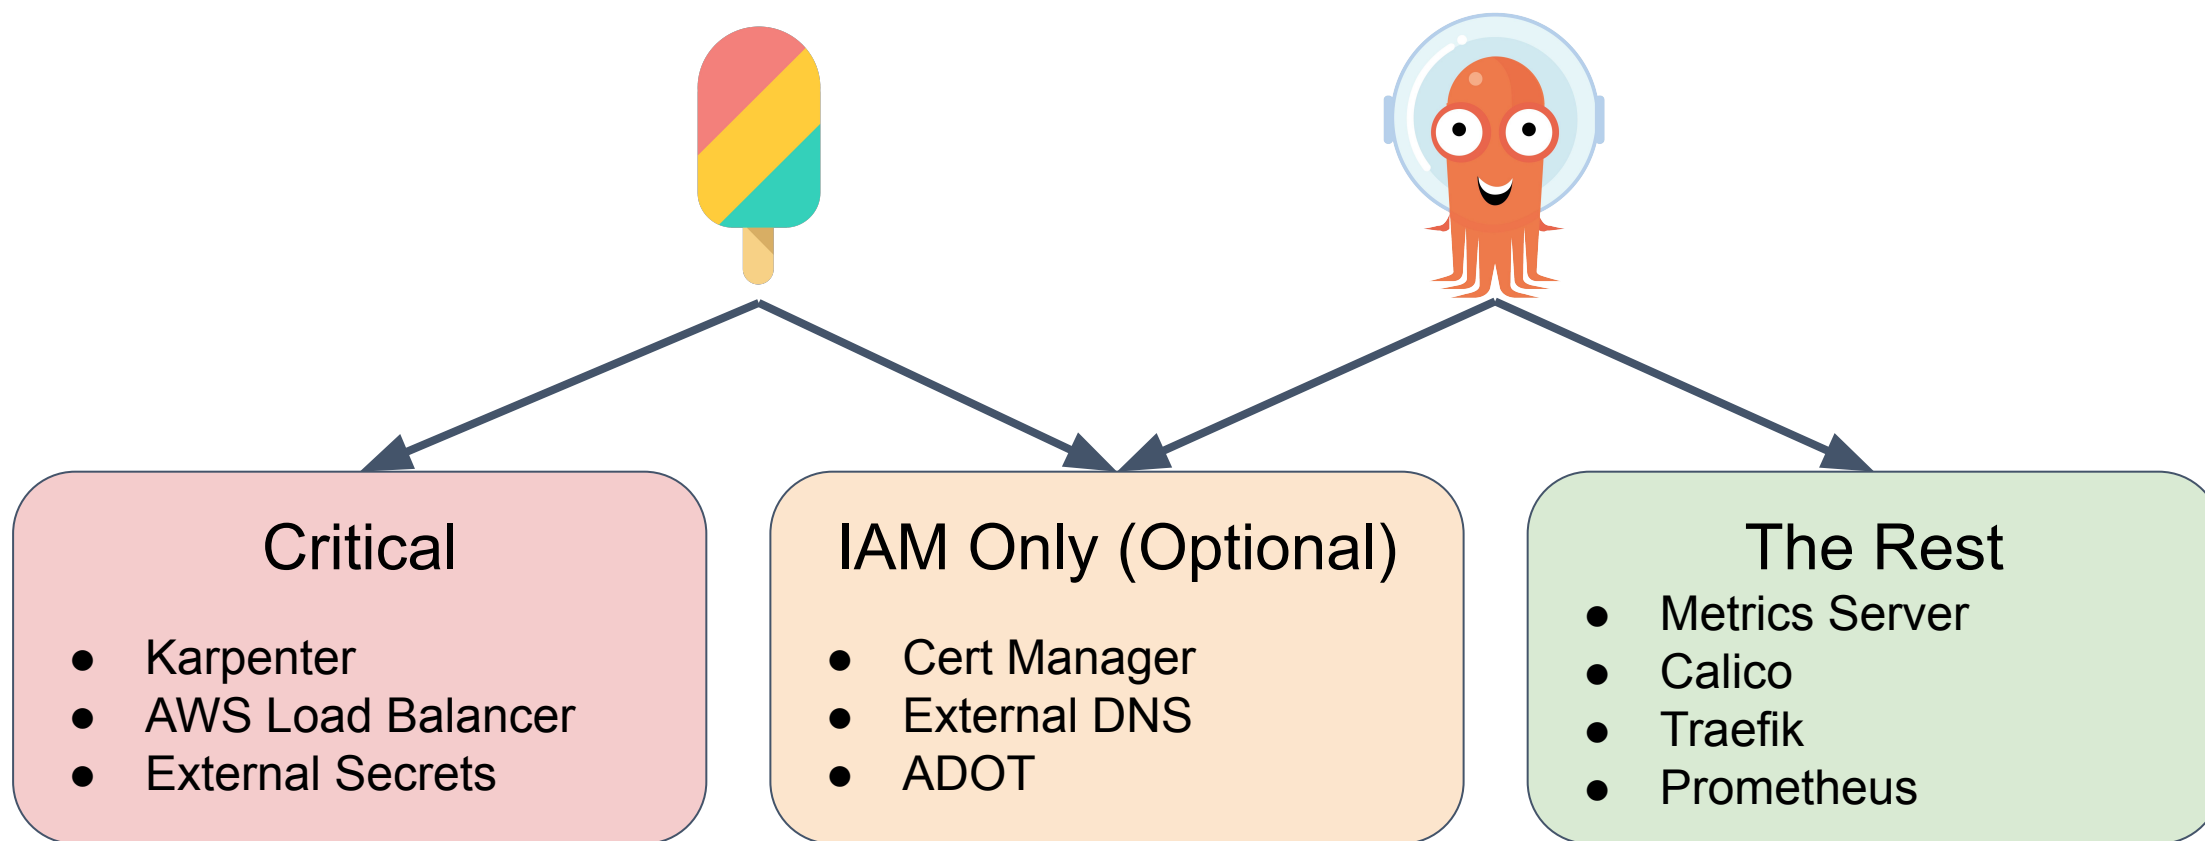 Critical
● Karpenter
● AWS Load Balancer
● External Secrets
IAM Only (Optional)
● Cert Manager
● External DNS
● ADOT
The Rest
● Metrics Server
● Calico
● Traefik
● Prometheus